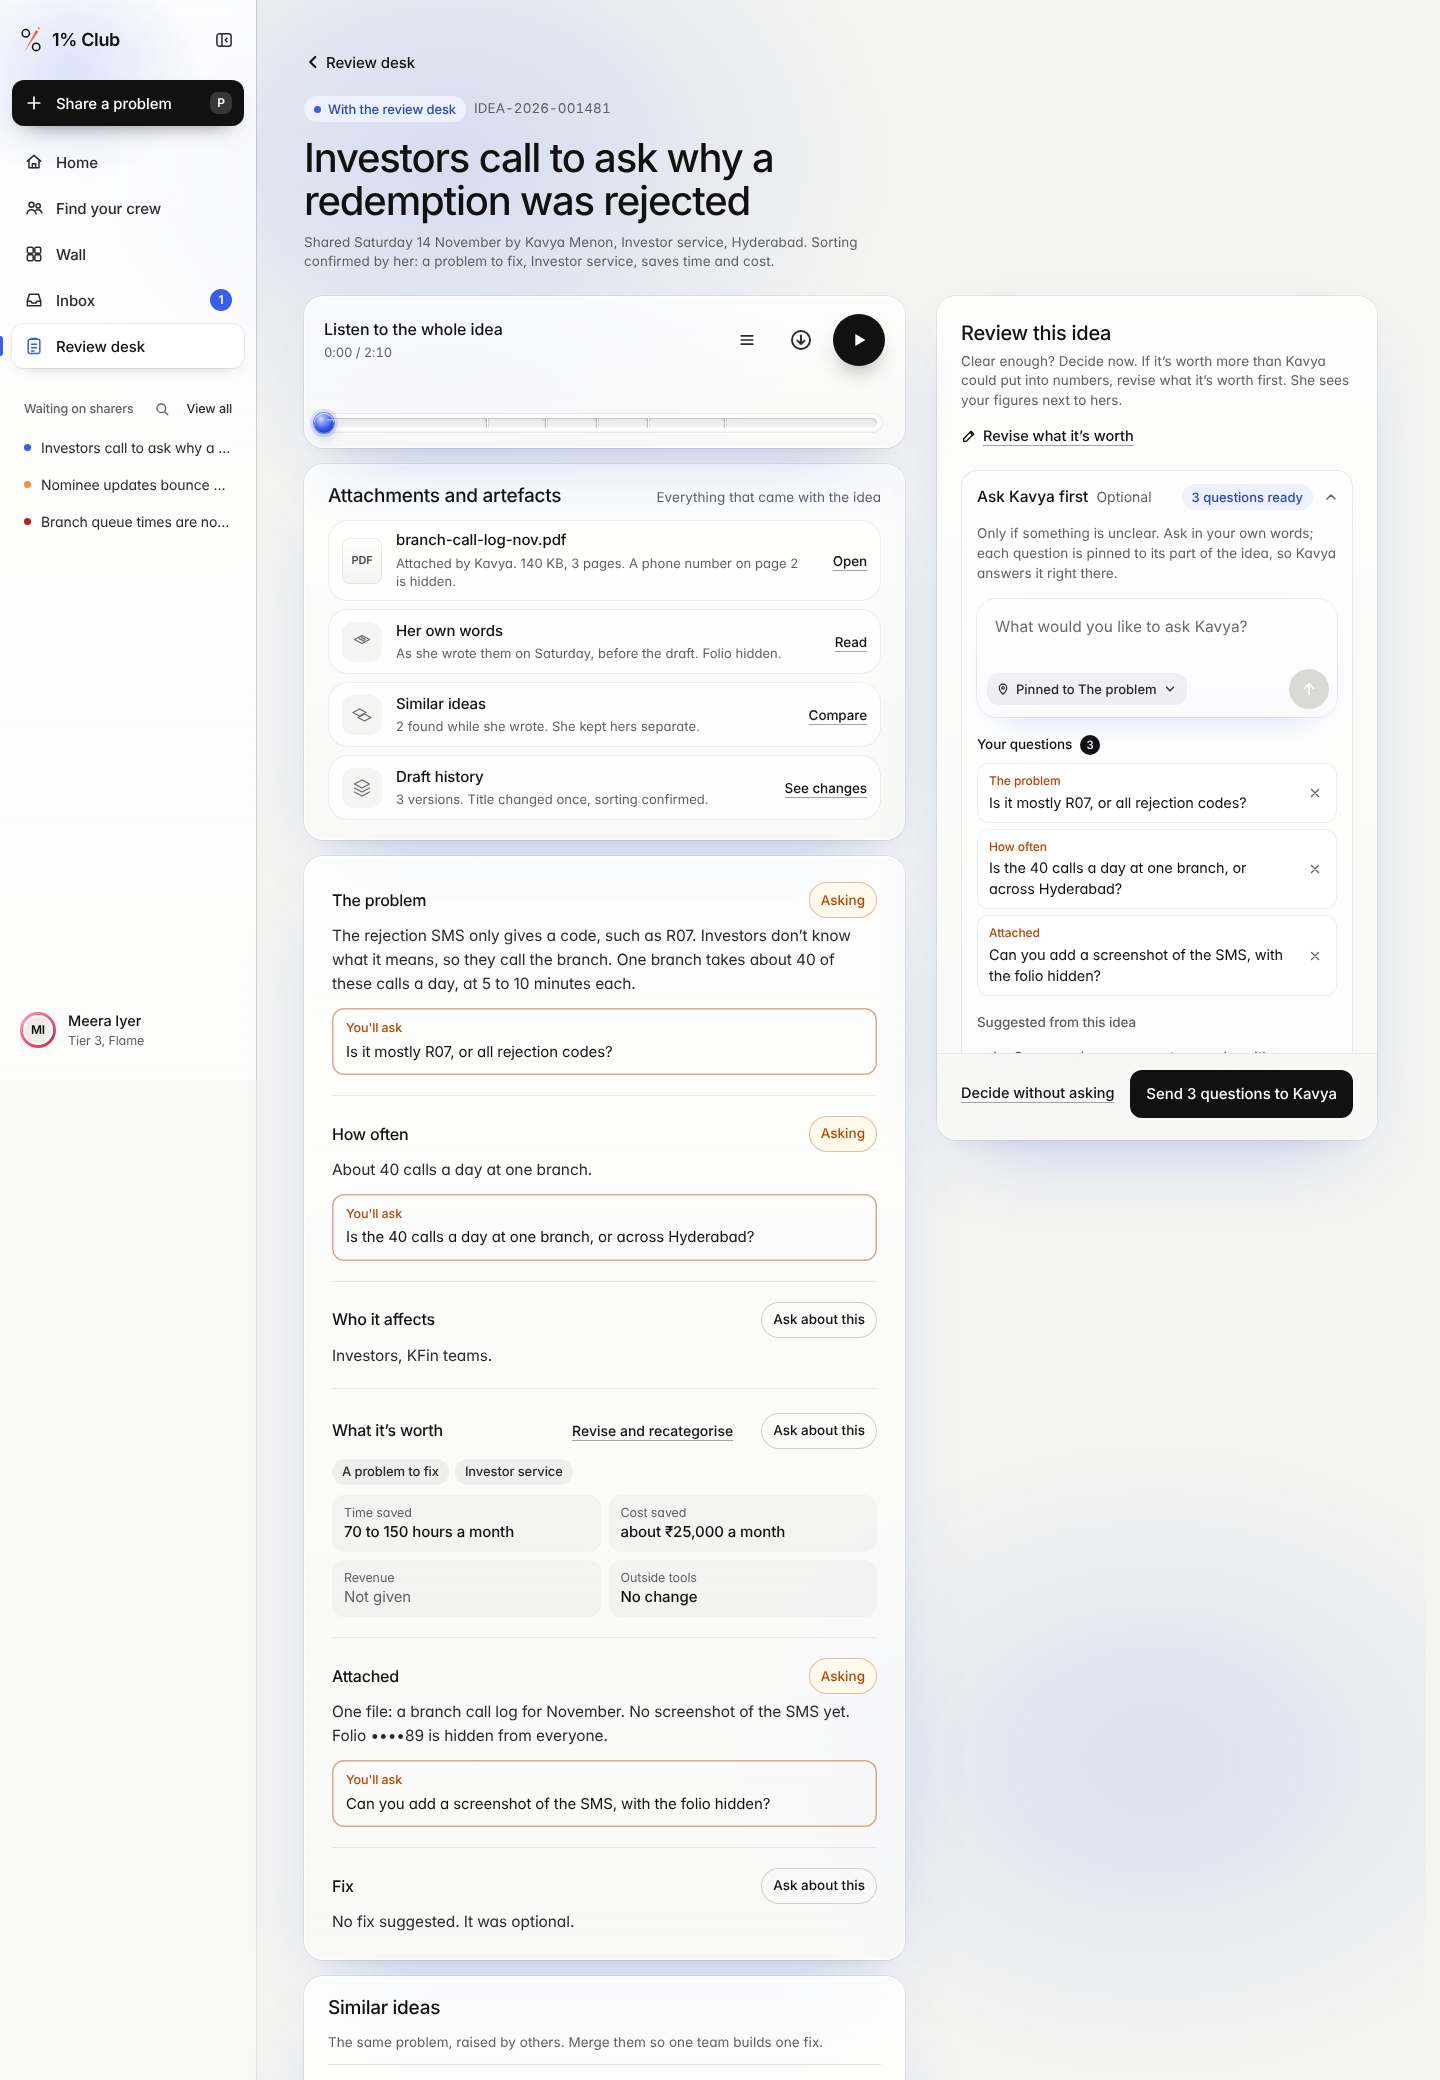 1% Club
Share a problem
P
Home
Find your crew
Wall
Inbox
1
Review desk
Waiting on sharers
View all
Investors call to ask why a ...
Nominee updates bounce ...
Branch queue times are no...
MI
Meera Iyer
Tier 3, Flame
Review desk
With the review desk
IDEA-2026-001481
Investors call to ask why a
redemption was rejected
Shared Saturday 14 November by Kavya Menon, Investor service, Hyderabad. Sorting
confirmed by her: a problem to fix, Investor service, saves time and cost.
Listen to the whole idea
0:00 / 2:10
Attachments and artefacts
Everything that came with the idea
PDF
branch-call-log-nov.pdf
Attached by Kavya. 140 KB, 3 pages. A phone number on page 2
is hidden.
Open
Her own words
As she wrote them on Saturday, before the draft. Folio hidden.
Read
Similar ideas
2 found while she wrote. She kept hers separate.
Compare
Draft history
3 versions. Title changed once, sorting confirmed.
See changes
The problem
Asking
The rejection SMS only gives a code, such as R07. Investors don’t know
what it means, so they call the branch. One branch takes about 40 of
these calls a day, at 5 to 10 minutes each.
You'll ask
Is it mostly R07, or all rejection codes?
How often
Asking
About 40 calls a day at one branch.
You'll ask
Is the 40 calls a day at one branch, or across Hyderabad?
Who it affects
Ask about this
Investors, KFin teams.
What it’s worth
Revise and recategorise
Ask about this
A problem to fix
Investor service
Time saved
70 to 150 hours a month
Cost saved
about ₹25,000 a month
Revenue
Not given
Outside tools
No change
Attached
Asking
One file: a branch call log for November. No screenshot of the SMS yet.
Folio ••••89 is hidden from everyone.
You'll ask
Can you add a screenshot of the SMS, with the folio hidden?
Fix
Ask about this
No fix suggested. It was optional.
Similar ideas
The same problem, raised by others. Merge them so one team builds one fix.
Review this idea
Clear enough? Decide now. If it’s worth more than Kavya
could put into numbers, revise what it’s worth first. She sees
your figures next to hers.
Revise what it’s worth
Ask Kavya first
Optional
3 questions ready
Only if something is unclear. Ask in your own words;
each question is pinned to its part of the idea, so Kavya
answers it right there.
What would you like to ask Kavya?
Pinned to The problem
Your questions
3
The problem
Is it mostly R07, or all rejection codes?
How often
Is the 40 calls a day at one branch, or
across Hyderabad?
Attached
Can you add a screenshot of the SMS, with
the folio hidden?
Suggested from this idea
Decide without asking
Send 3 questions to Kavya